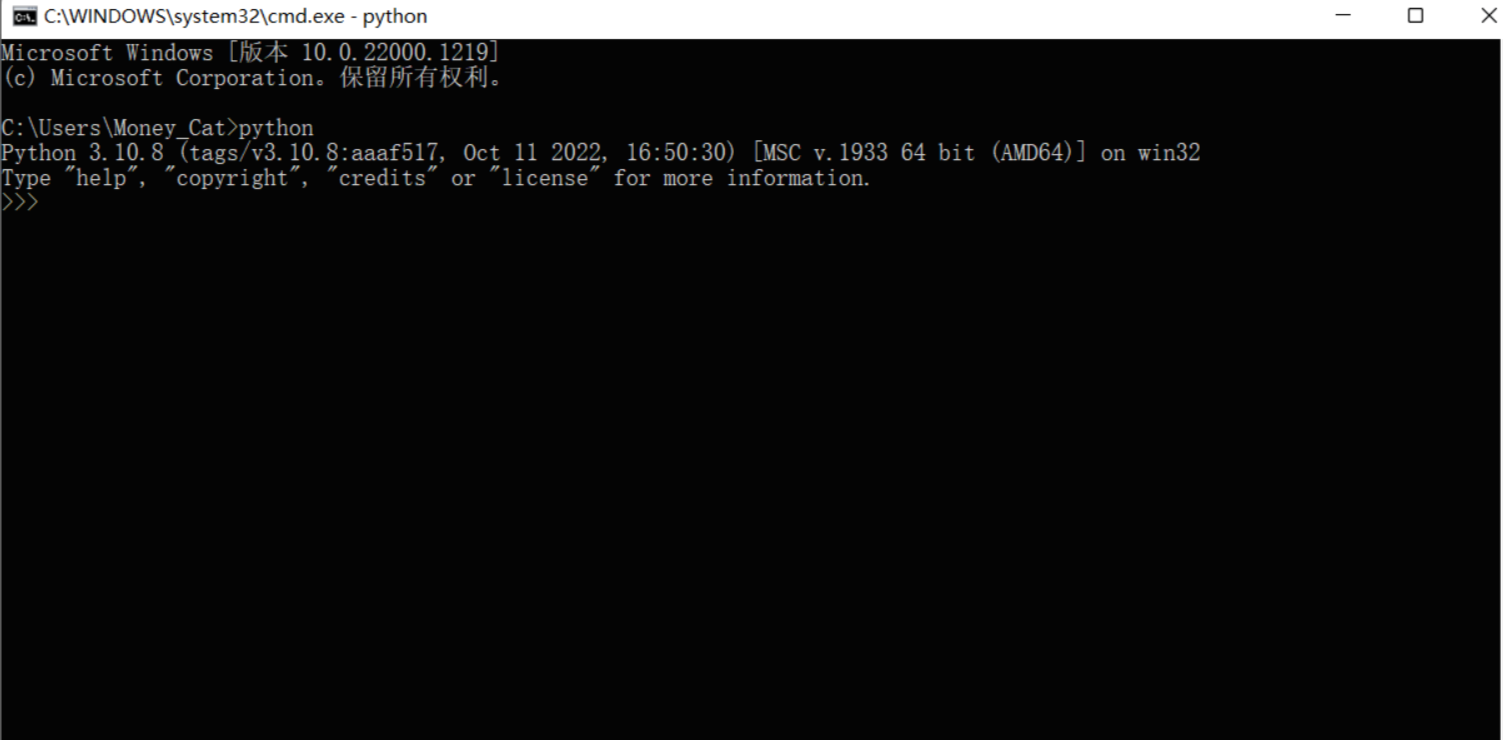 C:\WINDOWS\system32\cmd.exe - python
Microsoft Windows [版本 10.0.22000.1219]
(c) Microsoft Corporation。保留所有权利。
C:\Users\Money_Cat>python
Python 3.10.8 (tags/v3.10.8:aaaf517, Oct 11 2022, 16:50:30) [MSC v.1933 64 bit (AMD64)] on win32
Type "help", "copyright", "credits" or "license" for more information.
>>>